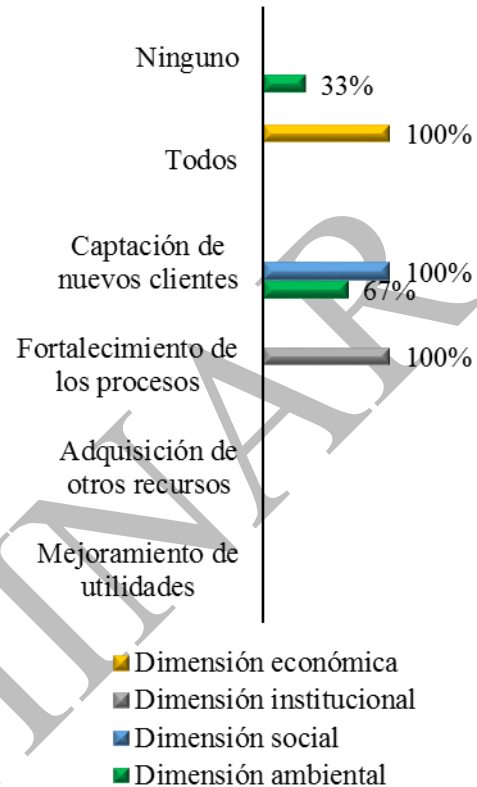 Ninguno
33%
100%
Todos
Captación de
nuevos clientes
100%
67%
Fortalecimiento de
los procesos
100%
Adquisición de
otros recursos
Mejoramiento de
utilidades
Dimensión económica
Dimensión institucional
Dimensión social
Dimensión ambiental